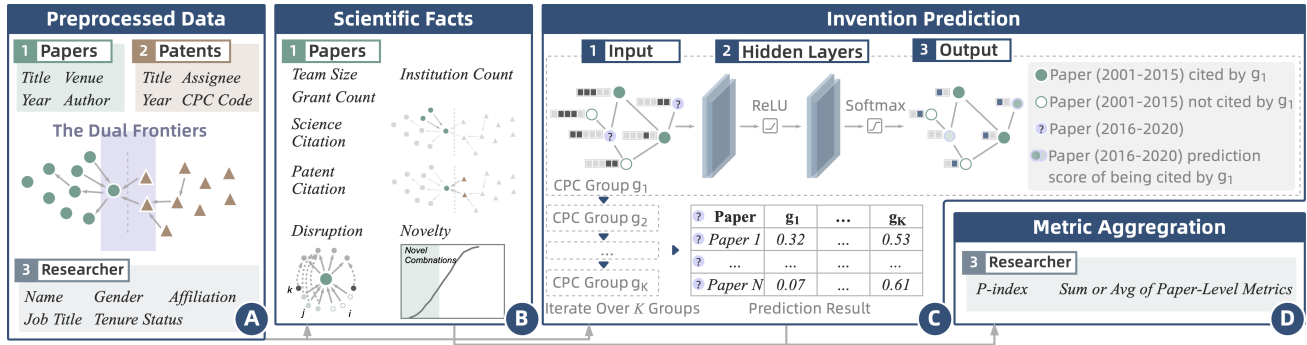 Preprocessed Data
1 Papers
Title Venue
Year Author
2 Patents
Title Assignee
Year CPC Code
The Dual Frontiers
3 Researcher
Name Gender Affiliation
Job Title Tenure Status
A
Scientific Facts
1 Papers
Team Size Institution Count
Grant Count
Science
Citation
Patent
Citation
Disruption Novelty
k
j i
Novel
Combnations
B
Invention Prediction
1 Input
2 Hidden Layers
3 Output
?
?
?
ReLU
Softmax
Paper (2001-2015) cited by g1
Paper (2001-2015) not cited by g1
? Paper (2016-2020)
Paper (2016-2020) prediction
score of being cited by g1
CPC Group g1
CPC Group g2
...
CPC Group gK
Iterate Over K Groups
Paper g1 ... gK
? Paper 1 0.32 ... 0.53
? ... ... ...
? Paper N 0.07 ... 0.61
Prediction Result
C
Metric Aggregration
3 Researcher
P-index Sum or Avg of Paper-Level Metrics
D